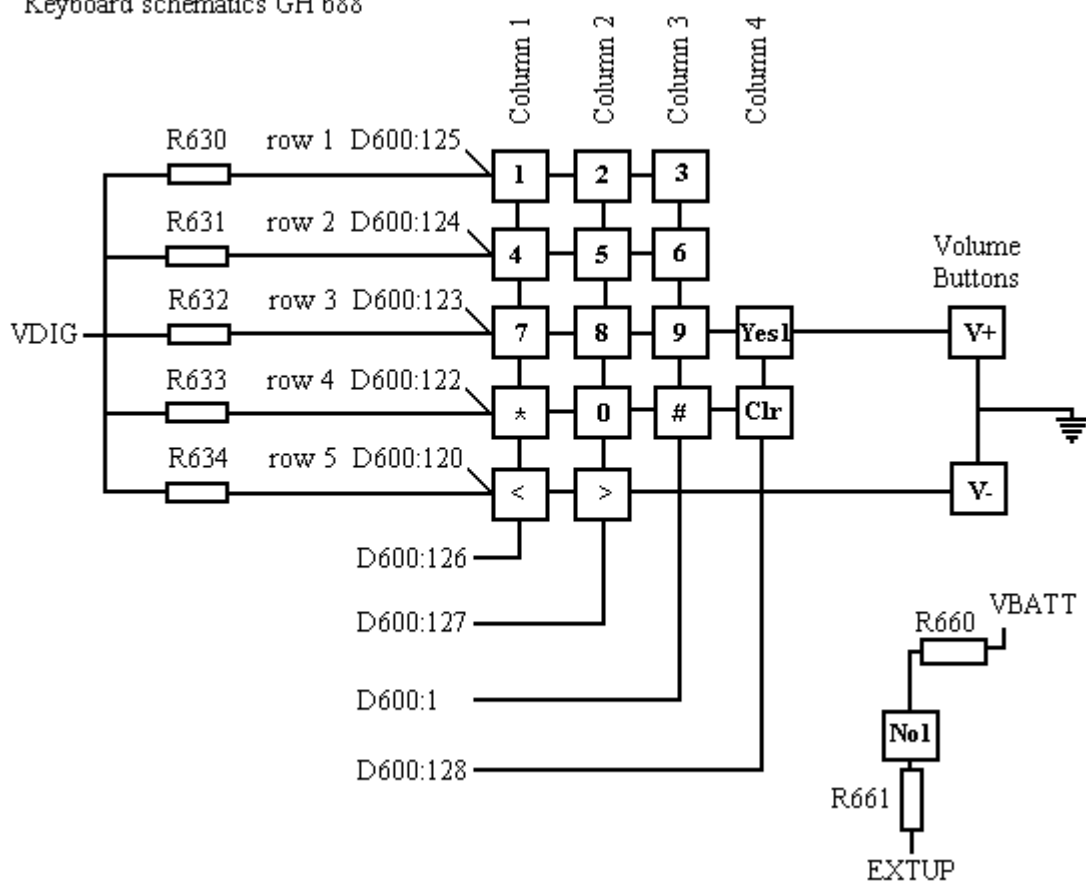 Keyboard schematics GH 688
Column 1
Column 2
Column 3
Column 4
R630 row 1 D600:125
1 2 3
R631 row 2 D600:124
4 5 6
Volume
Buttons
R632 row 3 D600:123
VDIG
7 8 9 Yes1 V+
R633 row 4 D600:122
* 0 # Clr
R634 row 5 D600:120
< > V-
D600:126
D600:127
D600:1
D600:128
VBATT
R660
No1
R661
EXTUP